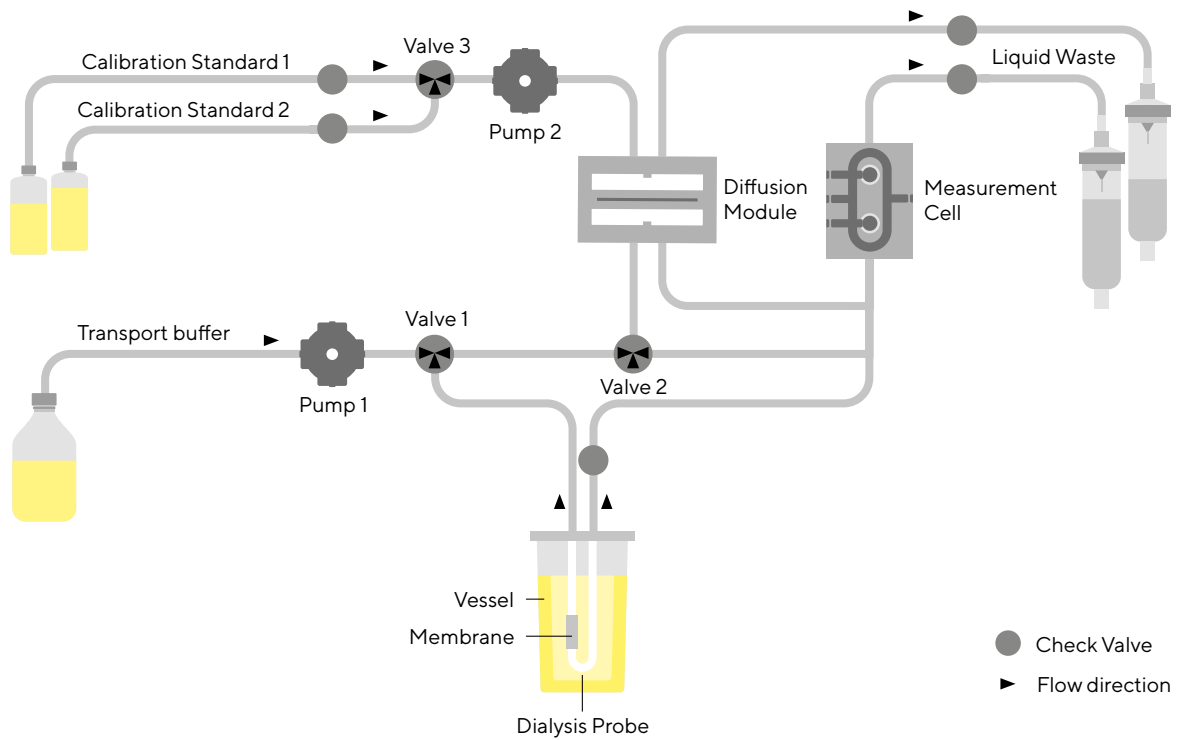 Valve 3
Calibration Standard 1
Calibration Standard 2
Pump 2
Liquid Waste
Diffusion
Module
Measurement
Cell
Transport buffer
Valve 1
Pump 1
Valve 2
Vessel
Membrane
Dialysis Probe
Check Valve
Flow direction